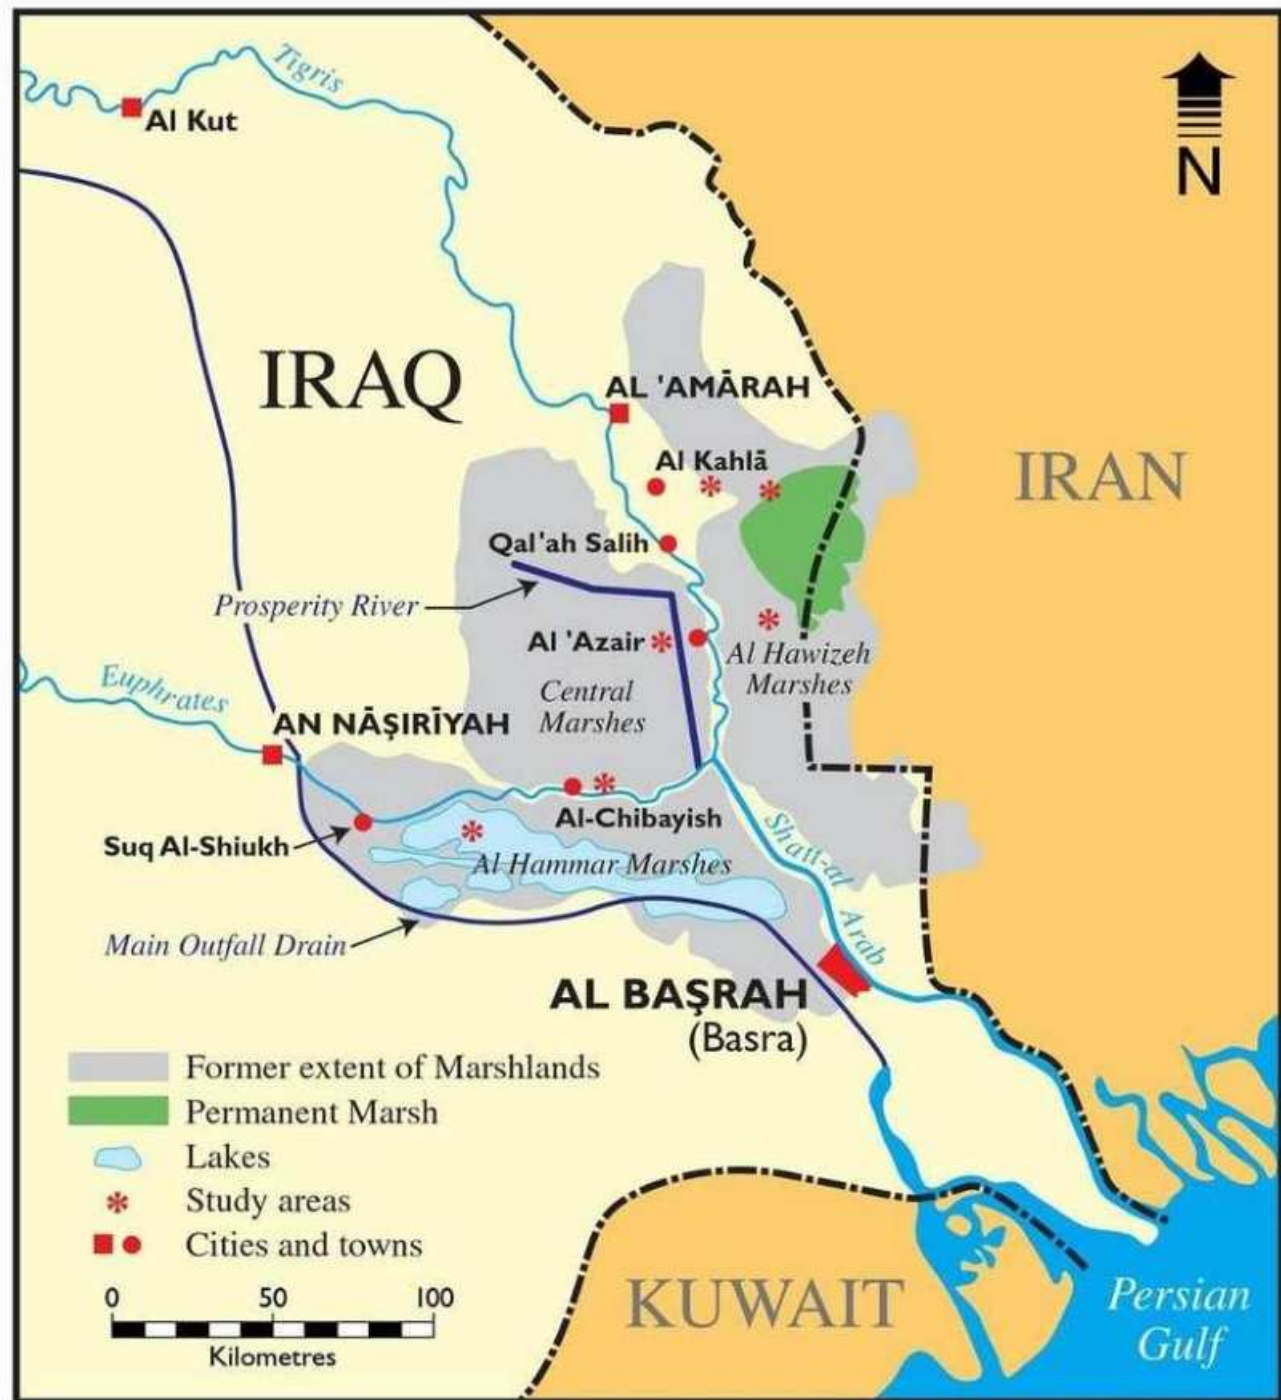 Tigris
Al Kut
N
IRAQ
AL 'AMĀRAH
IRAN
Al Kahlā
Qal'ah Salih
Prosperity River
Al 'Azair
Al Hawizeh
Marshes
Central
Marshes
Euphrates
AN NĀŞIRĪYAH
Al-Chibayish
Suq Al-Shiukh
Al Hammar Marshes
Shatt-al
Arab
Main Outfall Drain
AL BAŞRAH
(Basra)
Former extent of Marshlands
Permanent Marsh
Lakes
Study areas
Cities and towns
0 50 100
Kilometres
KUWAIT
Persian
Gulf